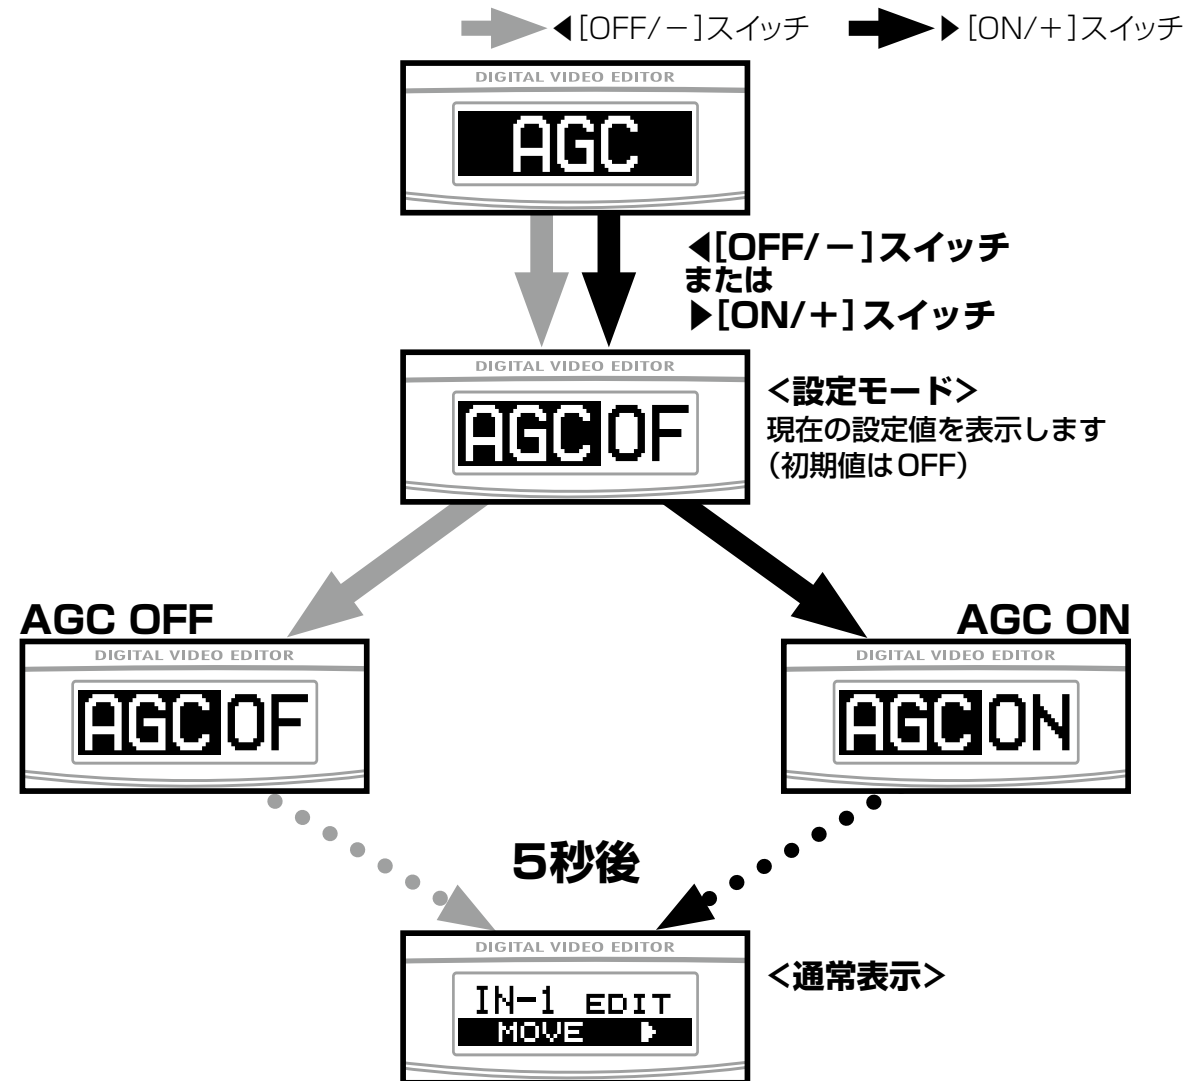 ◀[OFF/－]スイッチ ▶[ON/＋]スイッチ
DIGITAL VIDEO EDITOR
AGC
◀[OFF/－]スイッチ
または
▶[ON/＋]スイッチ
DIGITAL VIDEO EDITOR
AGC OF
＜設定モード＞
現在の設定値を表示します
（初期値はOFF）
AGC OFF
DIGITAL VIDEO EDITOR
AGC OF
AGC ON
DIGITAL VIDEO EDITOR
AGC ON
5秒後
DIGITAL VIDEO EDITOR
IN-1 EDIT
MOVE ▶
＜通常表示＞